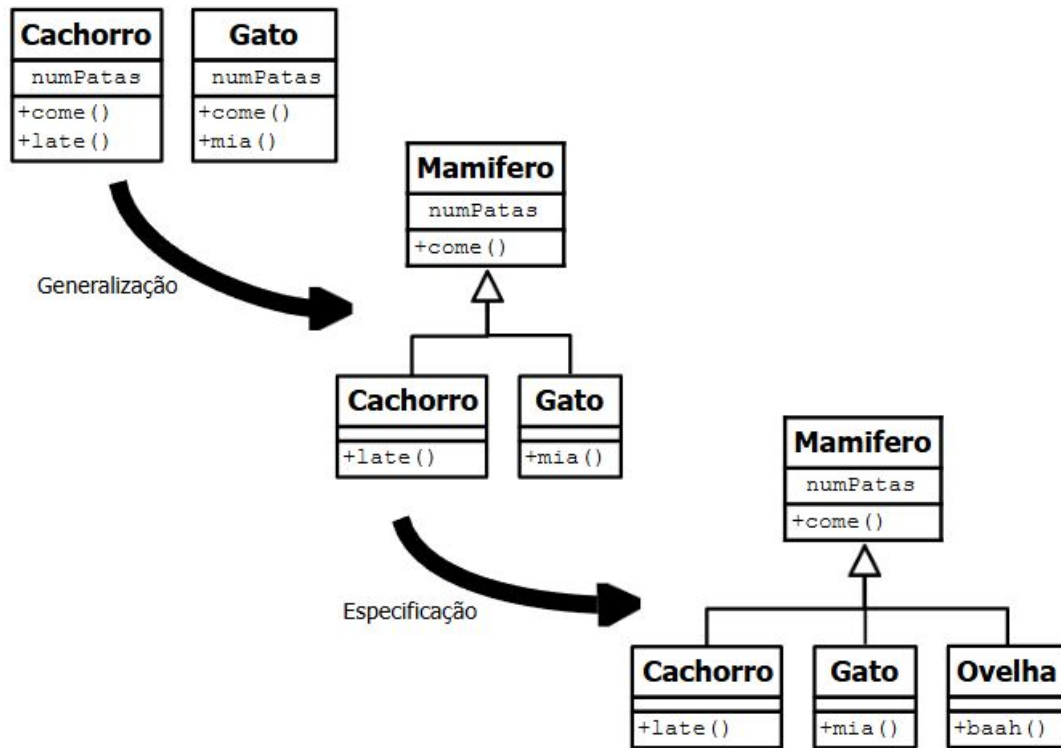 Cachorro
numPatas
+come()
+late()
Gato
numPatas
+come()
+mia()
Generalização
Mamifero
numPatas
+come()
Cachorro
+late()
Gato
+mia()
Especificação
Mamifero
numPatas
+come()
Cachorro
+late()
Gato
+mia()
Ovelha
+baah()